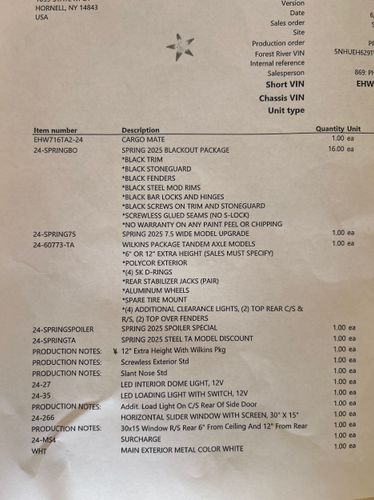 HORNELL, NY 14843
USA
Version
Date
Sales order
Site
Production order
Forest River VIN
Internal reference
Salesperson 869:
Short VIN EHW
Chassis VIN
Unit type
Item number Description Quantity Unit
EHW716TA2-24 CARGO MATE 1.00 ea
24-SPRINGBO SPRING 2025 BLACKOUT PACKAGE 16.00 ea
*BLACK TRIM
*BLACK STONEGUARD
*BLACK FENDERS
*BLACK STEEL MOD RIMS
*BLACK BAR LOCKS AND HINGES
*BLACK SCREWS ON TRIM AND STONEGUARD
*SCREWLESS GLUED SEAMS (NO S-LOCK)
*NO WARRANTY ON ANY PAINT PEEL OR CHIPPING
24-SPRING75 SPRING 2025 7.5 WIDE MODEL UPGRADE 1.00 ea
24-60773-TA WILKINS PACKAGE TANDEM AXLE MODELS 1.00 ea
*6" OR 12" EXTRA HEIGHT (SALES MUST SPECIFY)
*POLYCOR EXTERIOR
*(4) 5K D-RINGS
*REAR STABILIZER JACKS (PAIR)
*ALUMINUM WHEELS
*SPARE TIRE MOUNT
*(4) ADDITIONAL CLEARANCE LIGHTS, (2) TOP REAR C/S &
R/S, (2) TOP OVER FENDERS
24-SPRINGSPOILER SPRING 2025 SPOILER SPECIAL 1.00 ea
24-SPRINGTA SPRING 2025 STEEL TA MODEL DISCOUNT 1.00 ea
PRODUCTION NOTES: 12" Extra Height With Wilkins Pkg 1.00 ea
PRODUCTION NOTES: Screwless Exterior Std 1.00 ea
PRODUCTION NOTES: Slant Nose Std 1.00 ea
24-27 LED INTERIOR DOME LIGHT, 12V 1.00 ea
24-35 LED LOADING LIGHT WITH SWITCH, 12V 1.00 ea
PRODUCTION NOTES: Addit. Load Light On C/S Rear Of Side Door 1.00 ea
24-266 HORIZONTAL SLIDER WINDOW WITH SCREEN, 30" X 15" 1.00 ea
PRODUCTION NOTES: 30x15 Window R/S Rear 6" From Ceiling And 12" From Rear 1.00 ea
24-MS4 SURCHARGE 1.00 ea
WHT MAIN EXTERIOR METAL COLOR WHITE 1.00 ea